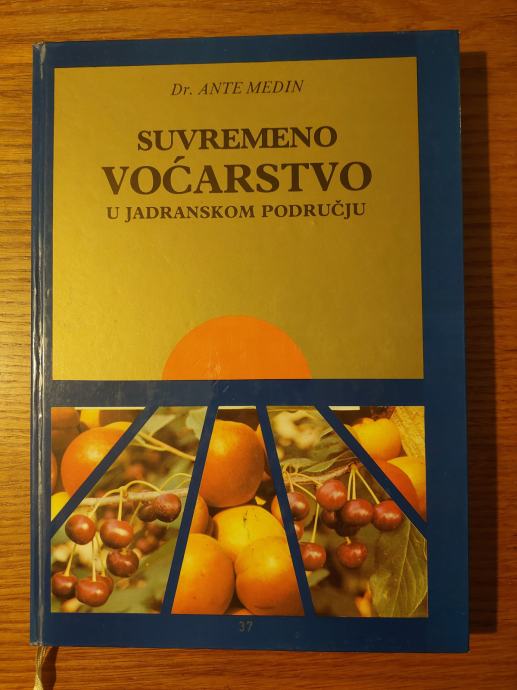 Dr. ANTE MEDIN
SUVREMENO
VOĆARSTVO
U JADRANSKOM PODRUČJU
37